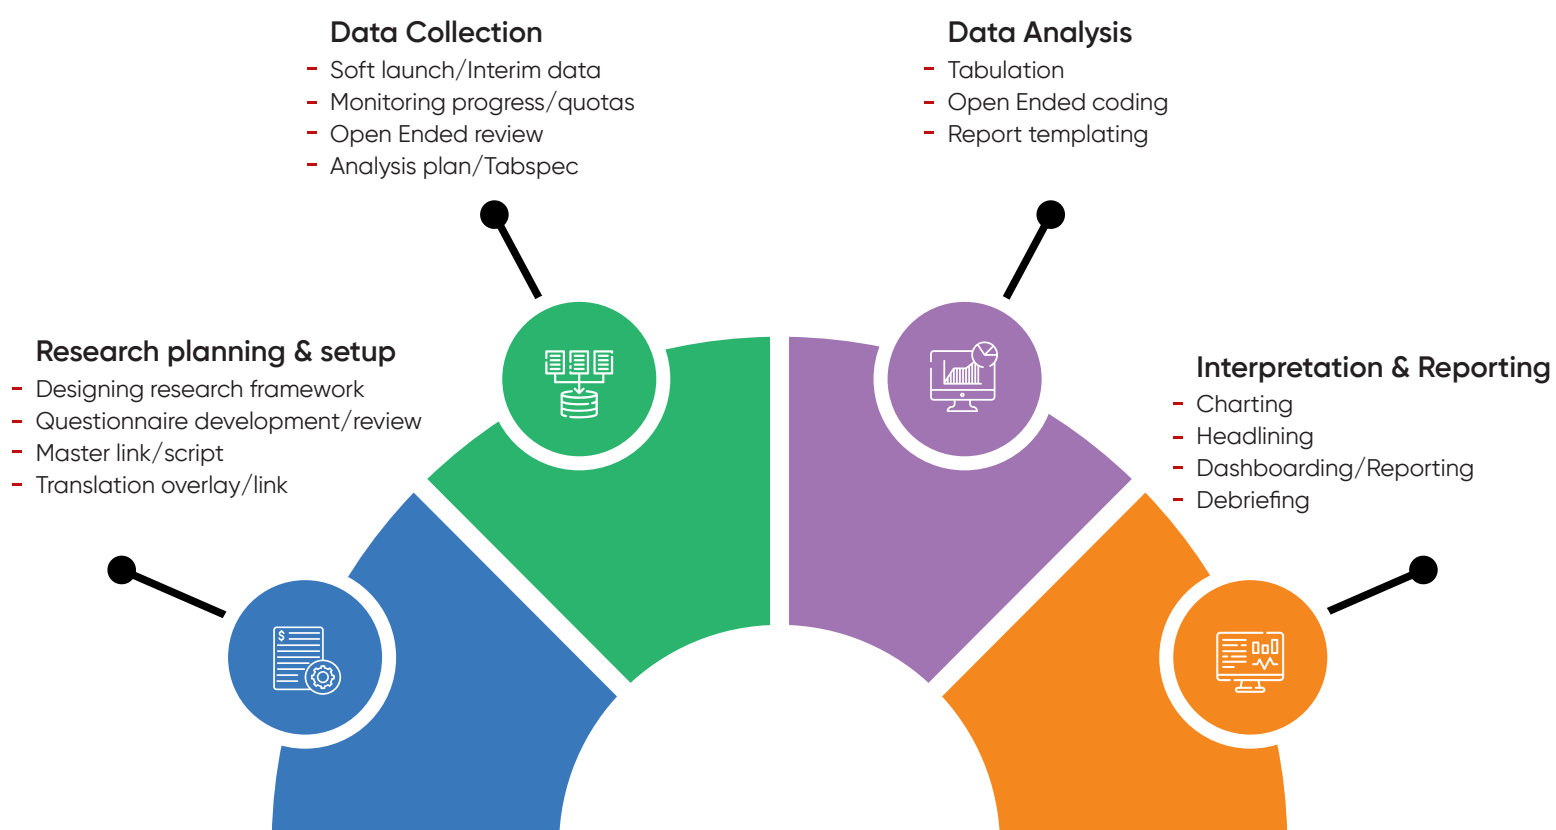 Data Collection
- Soft launch/Interim data
- Monitoring progress/quotas
- Open Ended review
- Analysis plan/Tabspec
Data Analysis
- Tabulation
- Open Ended coding
- Report templating
Research planning & setup
- Designing research framework
- Questionnaire development/review
- Master link/script
- Translation overlay/link
Interpretation & Reporting
- Charting
- Headlining
- Dashboarding/Reporting
- Debriefing
$